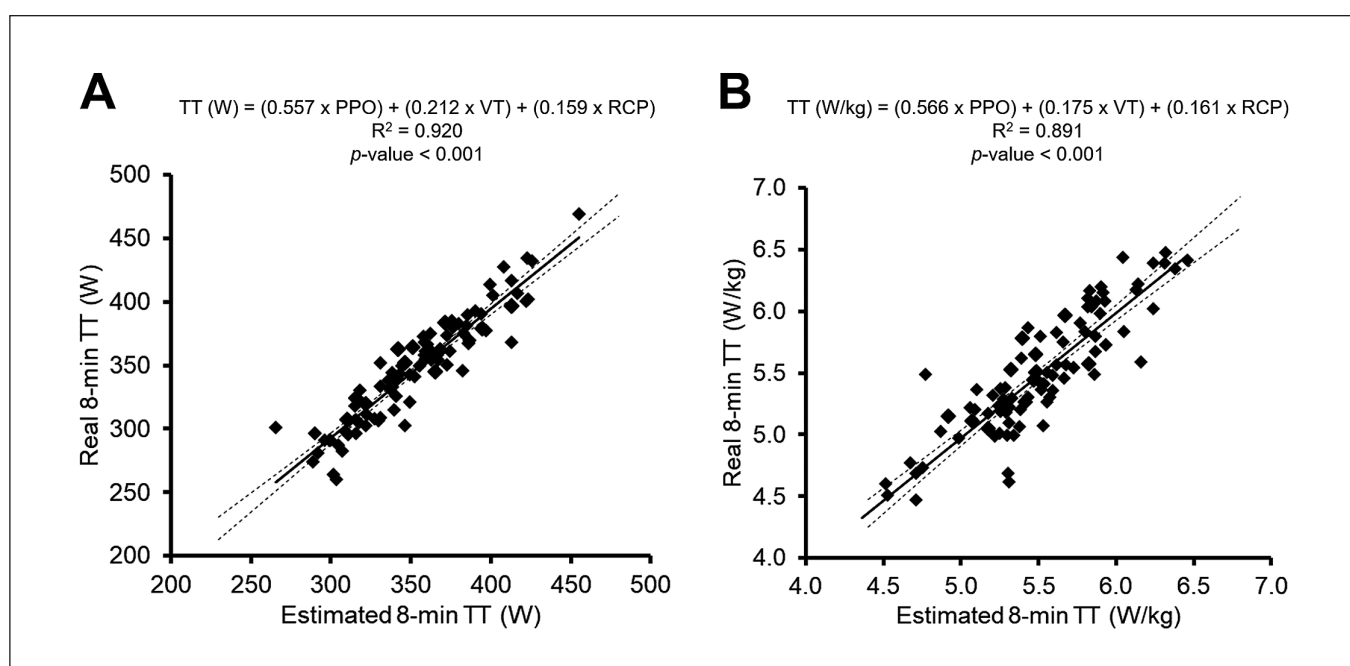 A
TT (W) = (0.557 x PPO) + (0.212 x VT) + (0.159 x RCP)
R² = 0.920
p-value < 0.001
500
450
400
350
300
250
200
200 250 300 350 400 450 500
Real 8-min TT (W)
Estimated 8-min TT (W)
B
TT (W/kg) = (0.566 x PPO) + (0.175 x VT) + (0.161 x RCP)
R² = 0.891
p-value < 0.001
7.0
6.5
6.0
5.5
5.0
4.5
4.0
4.0 4.5 5.0 5.5 6.0 6.5 7.0
Real 8-min TT (W/kg)
Estimated 8-min TT (W/kg)